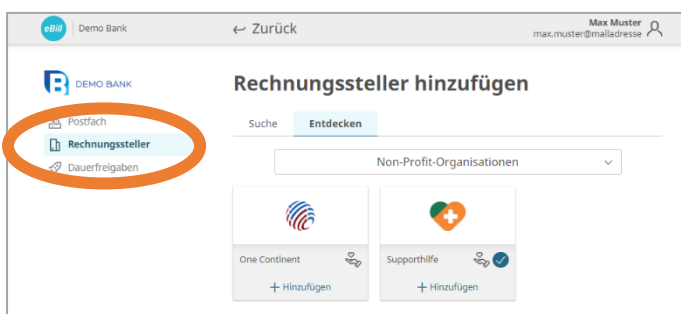 eBill Demo Bank
← Zurück
Max Muster
max.muster@mailadresse
DEMO BANK
Postfach
Rechnungssteller
Dauerfreigaben
Rechnungssteller hinzufügen
Suche Entdecken
Non-Profit-Organisationen
One Continent
+ Hinzufügen
Supporthilfe
+ Hinzufügen